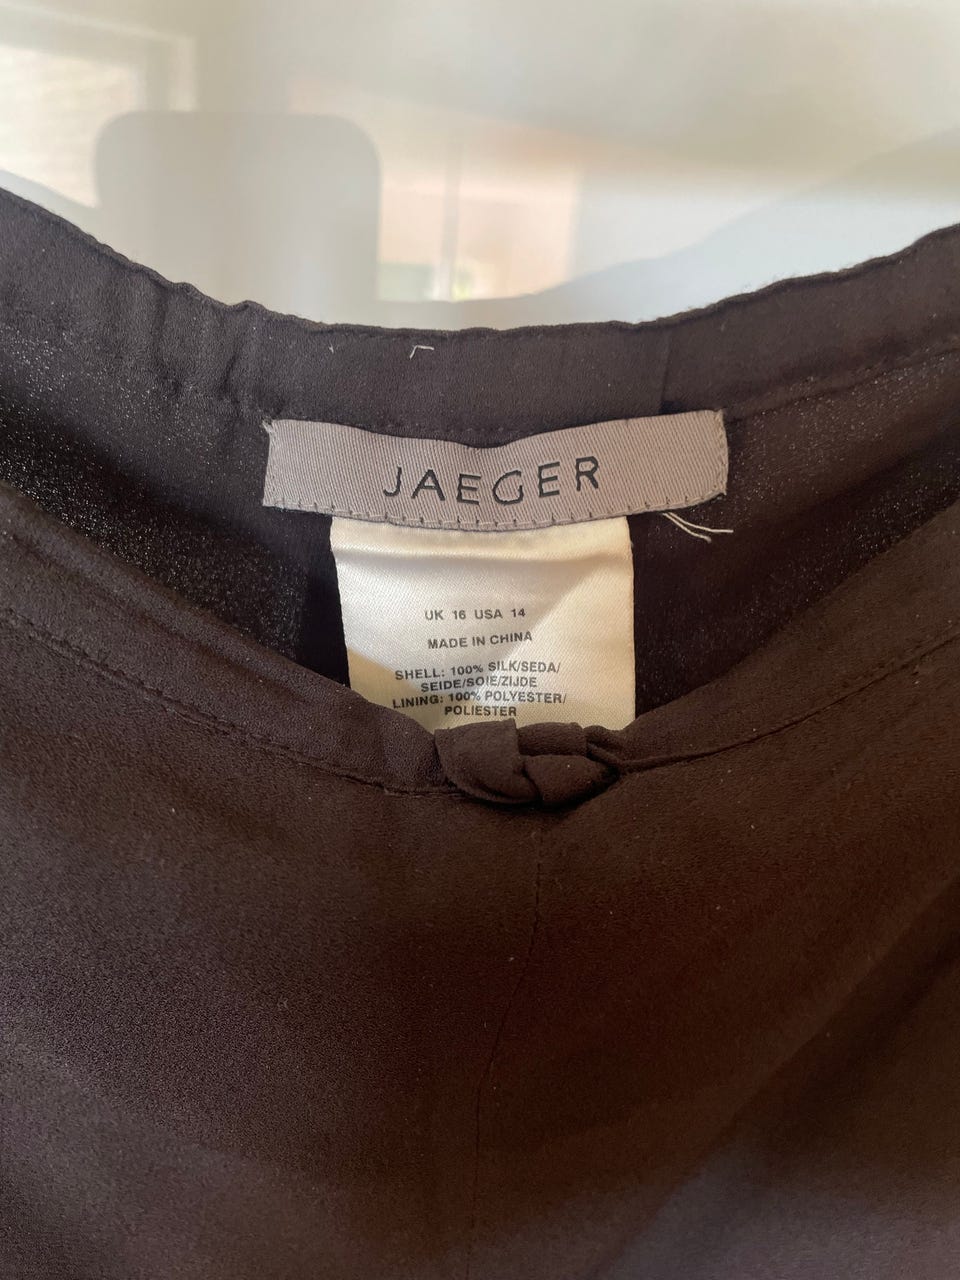 JAEGER
UK 16 USA 14
MADE IN CHINA
SHELL: 100% SILK/SEDA/
SEIDE/SOIE/ZIJDE
LINING: 100% POLYESTER/
POLIESTER